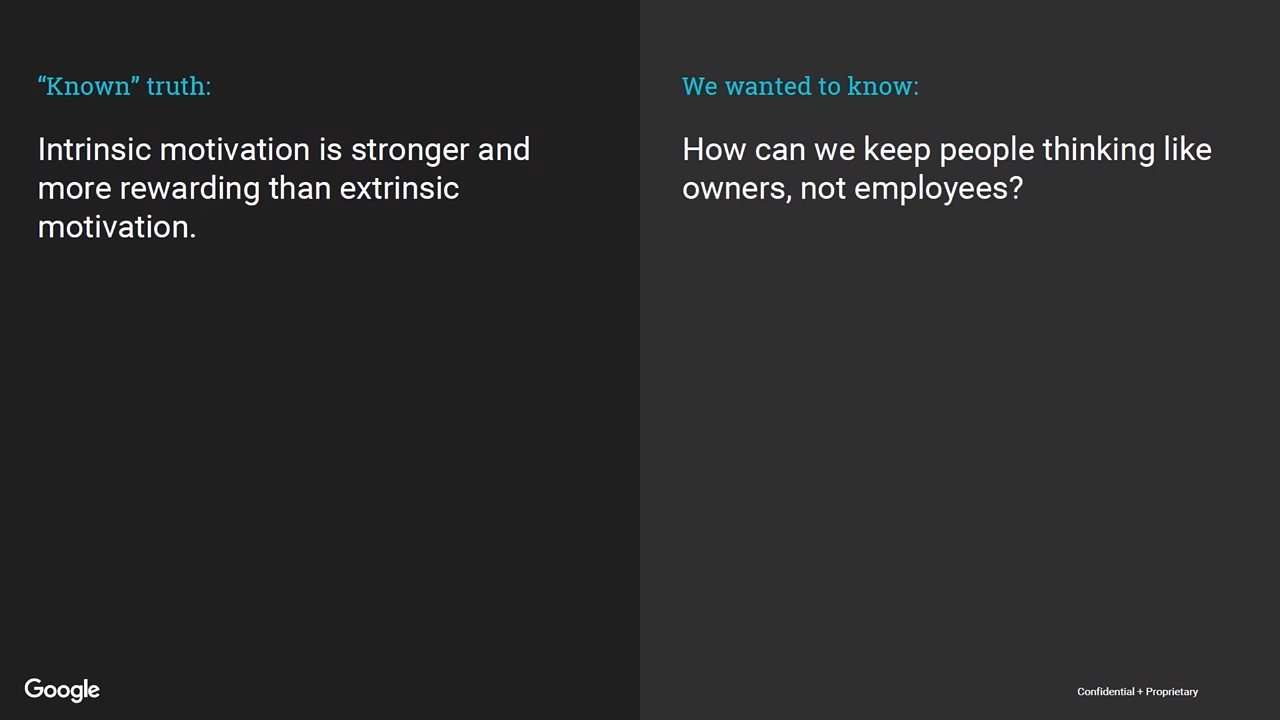 “Known” truth:
Intrinsic motivation is stronger and
more rewarding than extrinsic
motivation.
We wanted to know:
How can we keep people thinking like
owners, not employees?
Google
Confidential + Proprietary